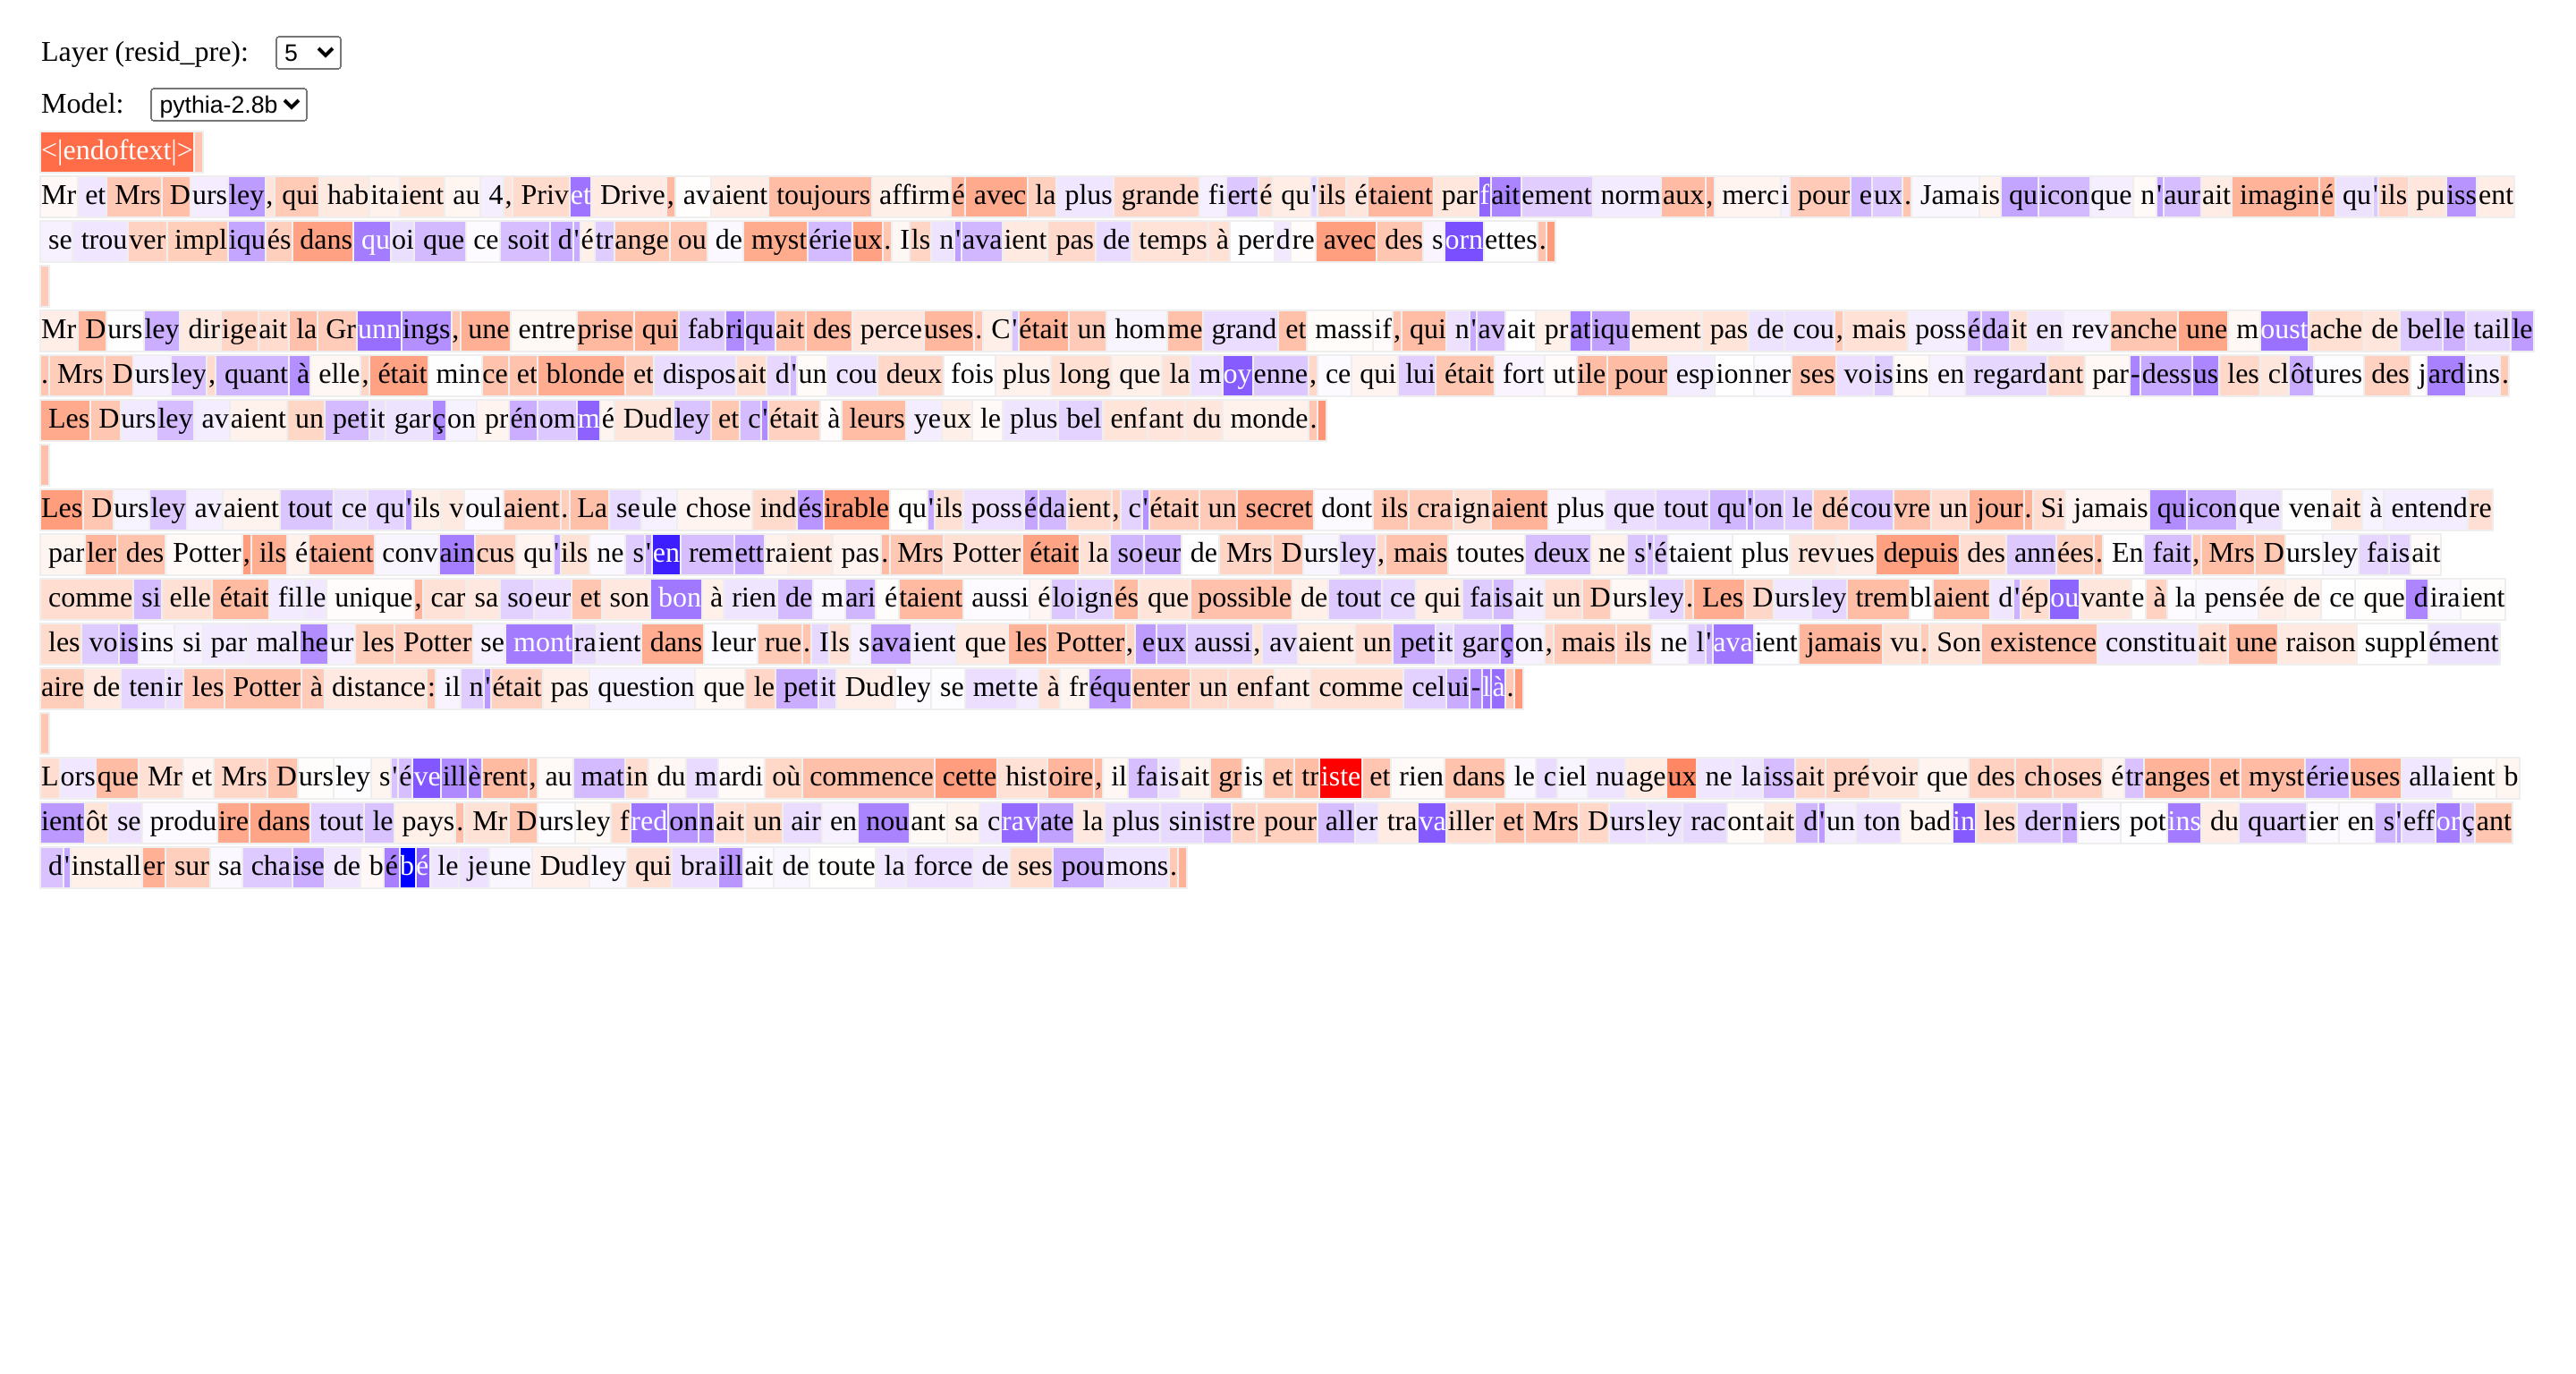 Layer (resid_pre): 5
Model: pythia-2.8b
<|endoftext|>
Mr et Mrs Dursley, qui habitaient au 4, Privet Drive, avaient toujours affirmé avec la plus grande fierté qu'ils étaient parfaitement normaux, merci pour eux. Jamais quiconque n'aurait imaginé qu'ils puissent
se trouver impliqués dans quoi que ce soit d'étrange ou de mystérieux. Ils n'avaient pas de temps à perdre avec des sornettes.
Mr Dursley dirigeait la Grunnings, une entreprise qui fabriquait des perceuses. C'était un homme grand et massif, qui n'avait pratiquement pas de cou, mais possédait en revanche une moustache de belle taille
. Mrs Dursley, quant à elle, était mince et blonde et disposait d'un cou deux fois plus long que la moyenne, ce qui lui était fort utile pour espionner ses voisins en regardant par-dessus les clôtures des jardins.
Les Dursley avaient un petit garçon prénommé Dudley et c'était à leurs yeux le plus bel enfant du monde.
Les Dursley avaient tout ce qu'ils voulaient. La seule chose indésirable qu'ils possédaient, c'était un secret dont ils craignaient plus que tout qu'on le découvre un jour. Si jamais quiconque venait à entendre
parler des Potter, ils étaient convaincus qu'ils ne s'en remettraient pas. Mrs Potter était la soeur de Mrs Dursley, mais toutes deux ne s'étaient plus revues depuis des années. En fait, Mrs Dursley faisait
comme si elle était fille unique, car sa soeur et son bon à rien de mari étaient aussi éloignés que possible de tout ce qui faisait un Dursley. Les Dursley tremblaient d'épouvante à la pensée de ce que diraient
les voisins si par malheur les Potter se montraient dans leur rue. Ils savaient que les Potter, eux aussi, avaient un petit garçon, mais ils ne l'avaient jamais vu. Son existence constituait une raison supplément
aire de tenir les Potter à distance: il n'était pas question que le petit Dudley se mette à fréquenter un enfant comme celui-là.
Lorsque Mr et Mrs Dursley s'éveillèrent, au matin du mardi où commence cette histoire, il faisait gris et triste et rien dans le ciel nuageux ne laissait prévoir que des choses étranges et mystérieuses allaient b
ientôt se produire dans tout le pays. Mr Dursley fredonnait un air en nouant sa cravate la plus sinistre pour aller travailler et Mrs Dursley racontait d'un ton badin les derniers potins du quartier en s'efforçant
d'installer sur sa chaise de bébé le jeune Dudley qui braillait de toute la force de ses poumons.